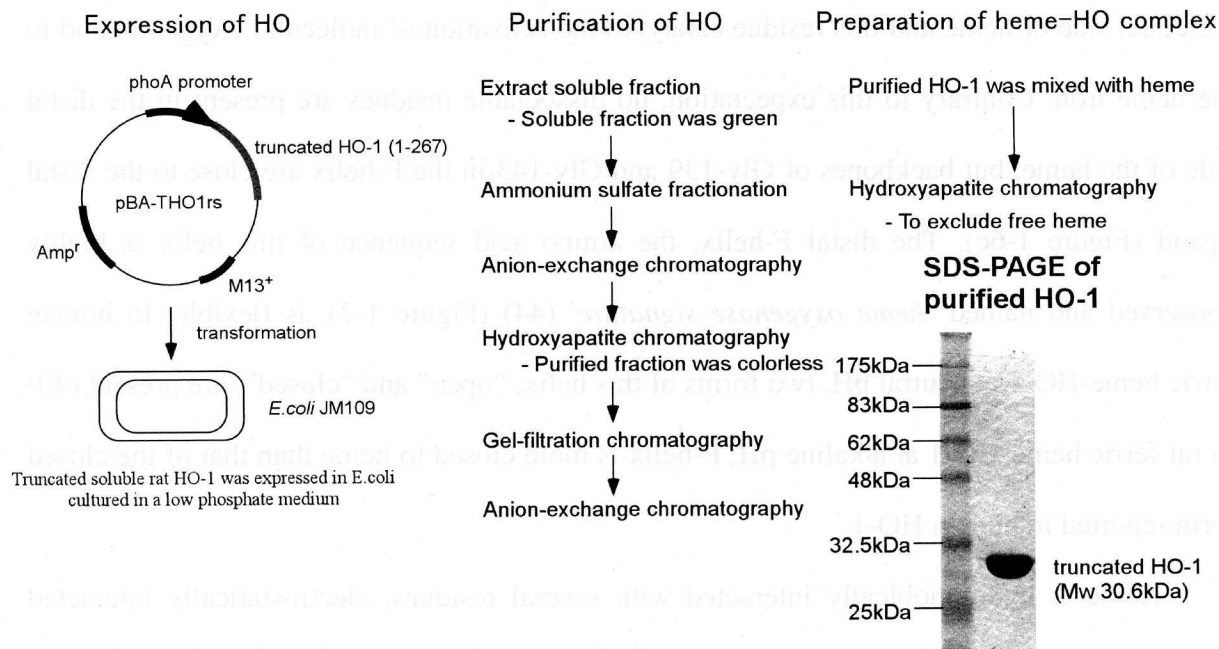 Expression of HO
phoA promoter
truncated HO-1 (1-267)
pBA-THO1rs
Ampʳ
M13⁺
transformation
E.coli JM109
Truncated soluble rat HO-1 was expressed in E.coli
cultured in a low phosphate medium
Purification of HO
Extract soluble fraction
- Soluble fraction was green
Ammonium sulfate fractionation
Anion-exchange chromatography
Hydroxyapatite chromatography
- Purified fraction was colorless
Gel-filtration chromatography
Anion-exchange chromatography
Preparation of heme-HO complex
Purified HO-1 was mixed with heme
Hydroxyapatite chromatography
- To exclude free heme
SDS-PAGE of
purified HO-1
175kDa
83kDa
62kDa
48kDa
32.5kDa
25kDa
truncated HO-1
(Mw 30.6kDa)